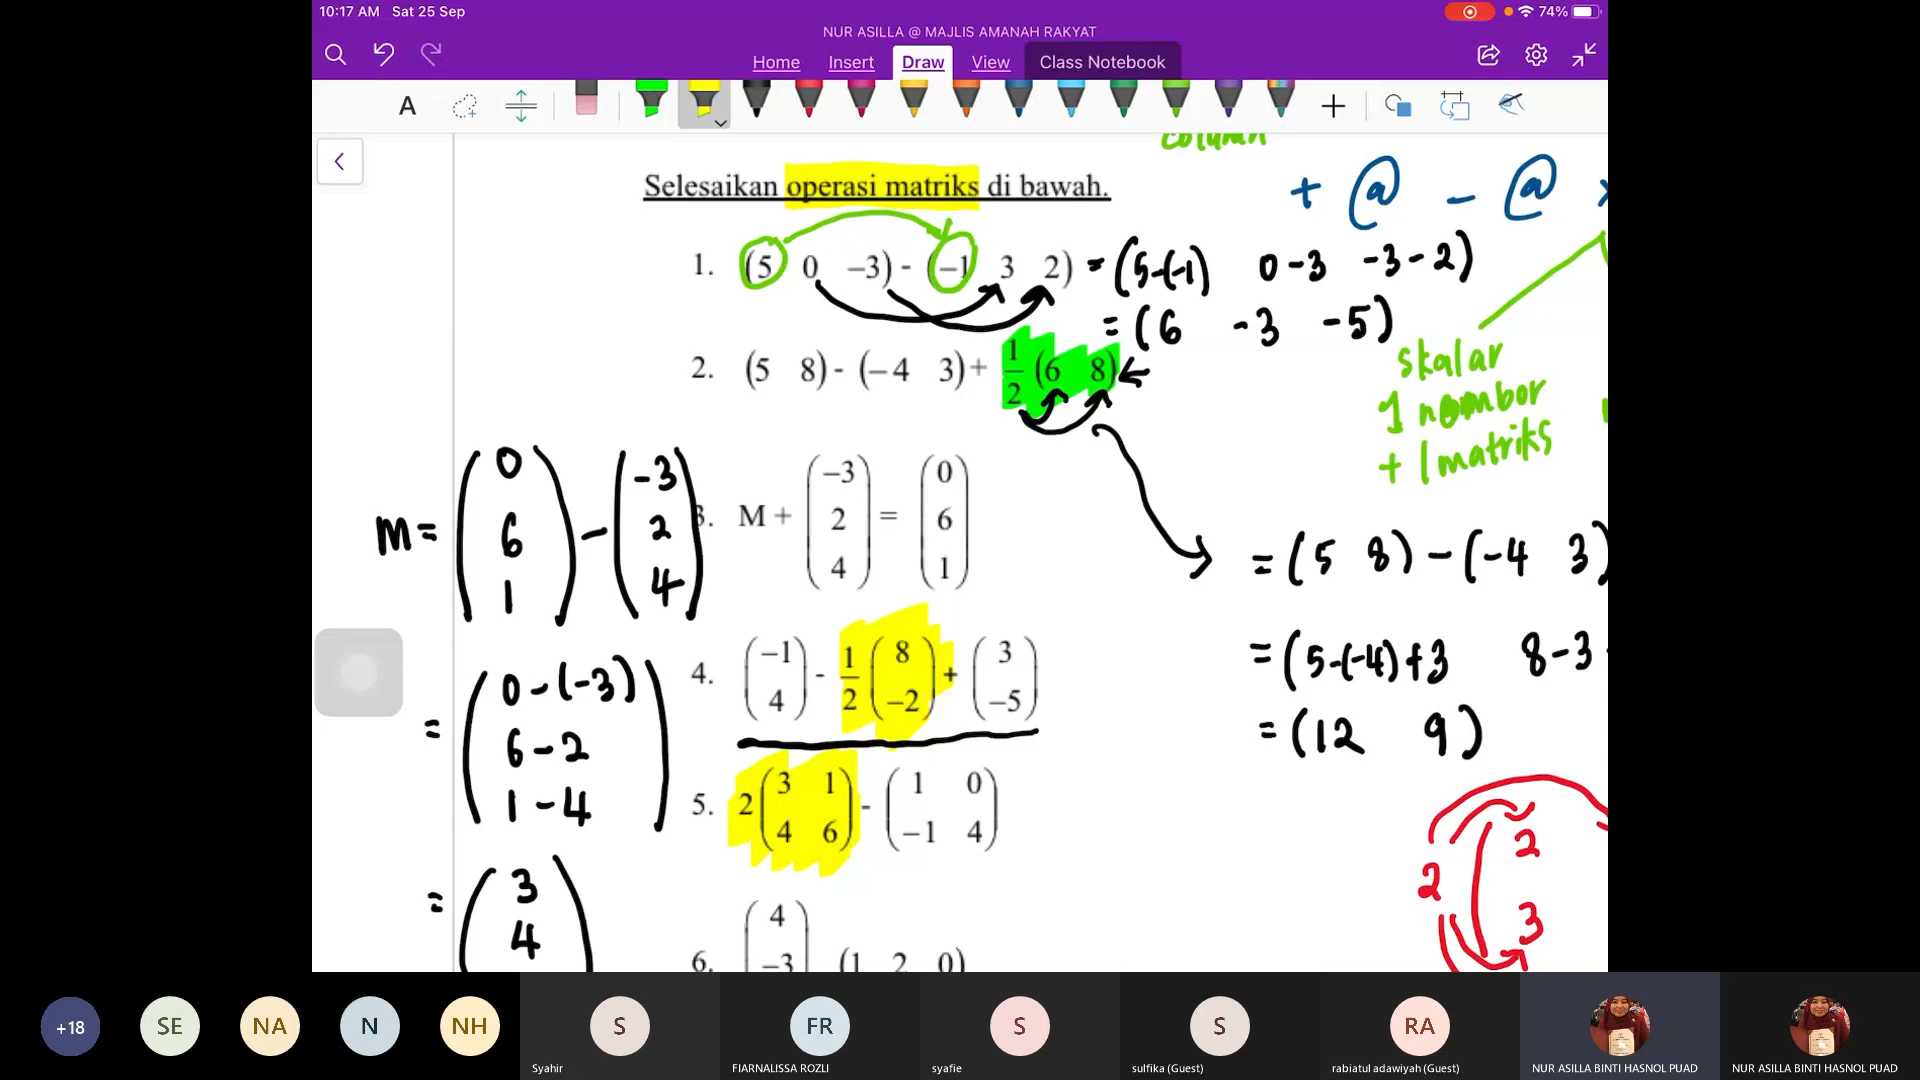 10:17 AM Sat 25 Sep
74%
NUR ASILLA @ MAJLIS AMANAH RAKYAT
Home Insert Draw View Class Notebook
A
column
Selesaikan operasi matriks di bawah.
+ @ - @
1. (5 0 −3) - (−1 3 2) = (5-(-1) 0-3 -3-2)
= (6 -3 -5)
2. (5 8) - (−4 3) + 1/2 (6 8)
skalar
1 nombor
+ 1 matriks
M = (0 6 1) - (-3 2 4)
3. M + (−3 2 4) = (0 6 1)
= (5 8) - (-4 3)
= (5-(-4)+3 8-3
= (12 9)
= (0-(-3) 6-2 1-4)
4. (−1 4) - 1/2 (8 −2) + (3 −5)
5. 2 (3 1 4 6) - (1 0 −1 4)
2 (2 3
= (3 4
6. (4 −3 (1 2 0)
+18 SE NA N NH S FR S S RA
Syahir FIARNALISSA ROZLI syafie sulfika (Guest) rabiatul adawiyah (Guest) NUR ASILLA BINTI HASNOL PUAD NUR ASILLA BINTI HASNOL PUAD